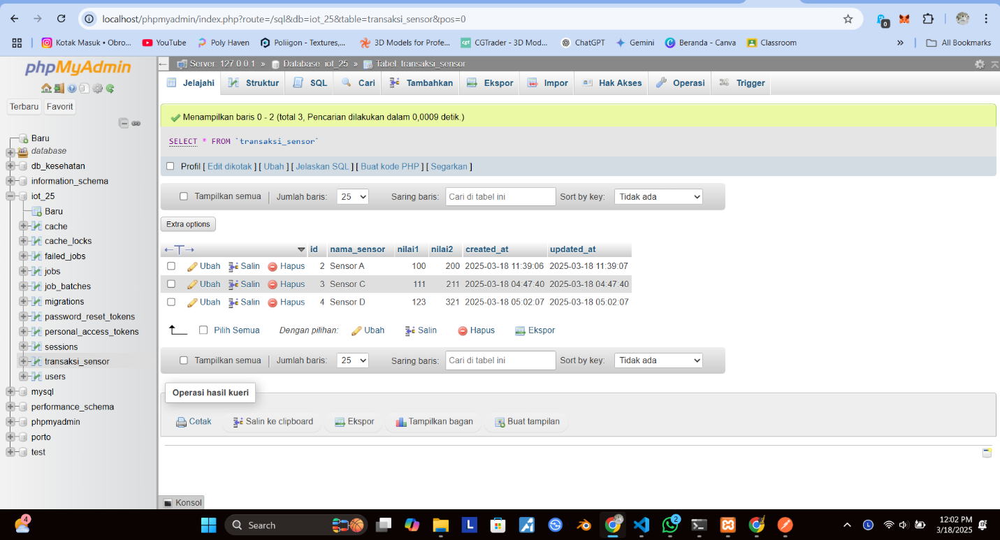 localhost/phpmyadmin/index.php?route=/sql&db=iot_25&table=transaksi_sensor&pos=0
0
Kotak Masuk • Obro... YouTube Poly Haven Poliigon - Textures,... 3D Models for Profe... CGTrader - 3D Mod... ChatGPT Gemini Beranda - Canva Classroom » All Bookmarks
phpMyAdmin
Terbaru Favorit
Baru
database
db_kesehatan
information_schema
iot_25
Baru
cache
cache_locks
failed_jobs
jobs
job_batches
migrations
password_reset_tokens
personal_access_tokens
sessions
transaksi_sensor
users
mysql
performance_schema
phpmyadmin
porto
test
Server: 127.0.0.1 » Database: iot_25 » Tabel: transaksi_sensor
Jelajahi Struktur SQL Cari Tambahkan Ekspor Impor Hak Akses Operasi Trigger
Menampilkan baris 0 - 2 (total 3, Pencarian dilakukan dalam 0,0009 detik.)
SELECT * FROM `transaksi_sensor`
Profil [ Edit dikotak ] [ Ubah ] [ Jelaskan SQL ] [ Buat kode PHP ] [ Segarkan ]
Tampilkan semua Jumlah baris: 25 Saring baris: Cari di tabel ini Sort by key: Tidak ada
Extra options
id nama_sensor nilai1 nilai2 created_at updated_at
Ubah Salin Hapus 2 Sensor A 100 200 2025-03-18 11:39:06 2025-03-18 11:39:07
Ubah Salin Hapus 3 Sensor C 111 211 2025-03-18 04:47:40 2025-03-18 04:47:40
Ubah Salin Hapus 4 Sensor D 123 321 2025-03-18 05:02:07 2025-03-18 05:02:07
Pilih Semua Dengan pilihan: Ubah Salin Hapus Ekspor
Tampilkan semua Jumlah baris: 25 Saring baris: Cari di tabel ini Sort by key: Tidak ada
Operasi hasil kueri
Cetak Salin ke clipboard Ekspor Tampilkan bagan Buat tampilan
Konsol
4
Search
L
2
L
12:02 PM
3/18/2025